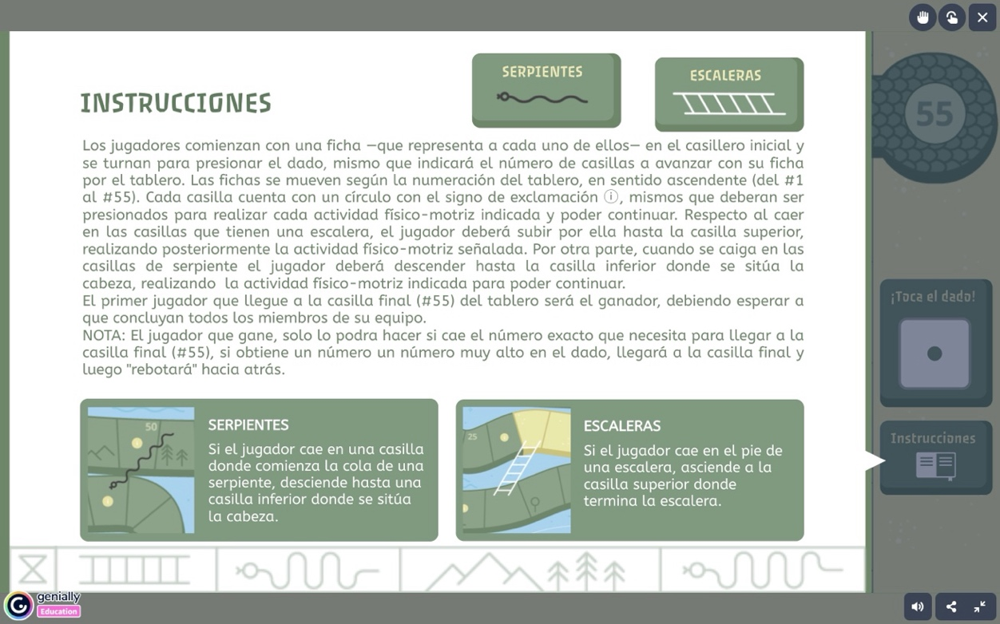 SERPIENTES
ESCALERAS
INSTRUCCIONES
55
Los jugadores comienzan con una ficha —que representa a cada uno de ellos— en el casillero inicial y
se turnan para presionar el dado, mismo que indicará el número de casillas a avanzar con su ficha
por el tablero. Las fichas se mueven según la numeración del tablero, en sentido ascendente (del #1
al #55). Cada casilla cuenta con un círculo con el signo de exclamación ⓘ, mismos que deberan ser
presionados para realizar cada actividad físico-motriz indicada y poder continuar. Respecto al caer
en las casillas que tienen una escalera, el jugador deberá subir por ella hasta la casilla superior,
realizando posteriormente la actividad físico-motriz señalada. Por otra parte, cuando se caiga en las
casillas de serpiente el jugador deberá descender hasta la casilla inferior donde se sitúa la
cabeza, realizando la actividad físico-motriz indicada para poder continuar.
El primer jugador que llegue a la casilla final (#55) del tablero será el ganador, debiendo esperar a
que concluyan todos los miembros de su equipo.
NOTA: El jugador que gane, solo lo podra hacer si cae el número exacto que necesita para llegar a la
casilla final (#55), si obtiene un número un número muy alto en el dado, llegará a la casilla final y
luego "rebotará" hacia atrás.
¡Toca el dado!
Instrucciones
50
SERPIENTES
Si el jugador cae en una casilla
donde comienza la cola de una
serpiente, desciende hasta una
casilla inferior donde se sitúa
la cabeza.
25
ESCALERAS
Si el jugador cae en el pie de
una escalera, asciende a la
casilla superior donde
termina la escalera.
genially
Education